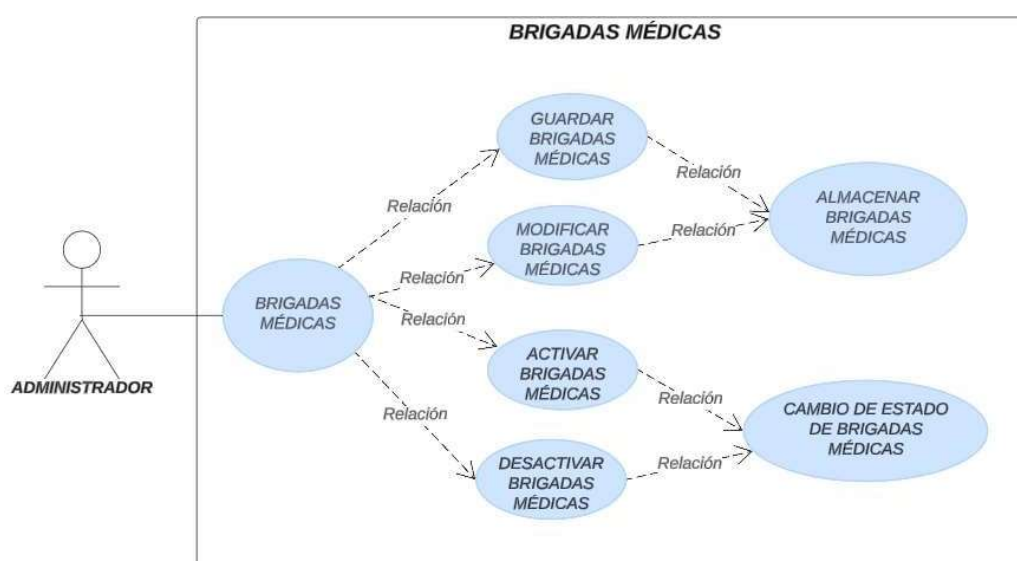 BRIGADAS MÉDICAS
GUARDAR
BRIGADAS
MÉDICAS
Relación
ALMACENAR
BRIGADAS
MÉDICAS
Relación
MODIFICAR
BRIGADAS
MÉDICAS
Relación
Relación
BRIGADAS
MÉDICAS
Relación
ADMINISTRADOR
ACTIVAR
BRIGADAS
MÉDICAS
Relación
CAMBIO DE ESTADO
DE BRIGADAS
MÉDICAS
Relación
DESACTIVAR
BRIGADAS
MÉDICAS
Relación